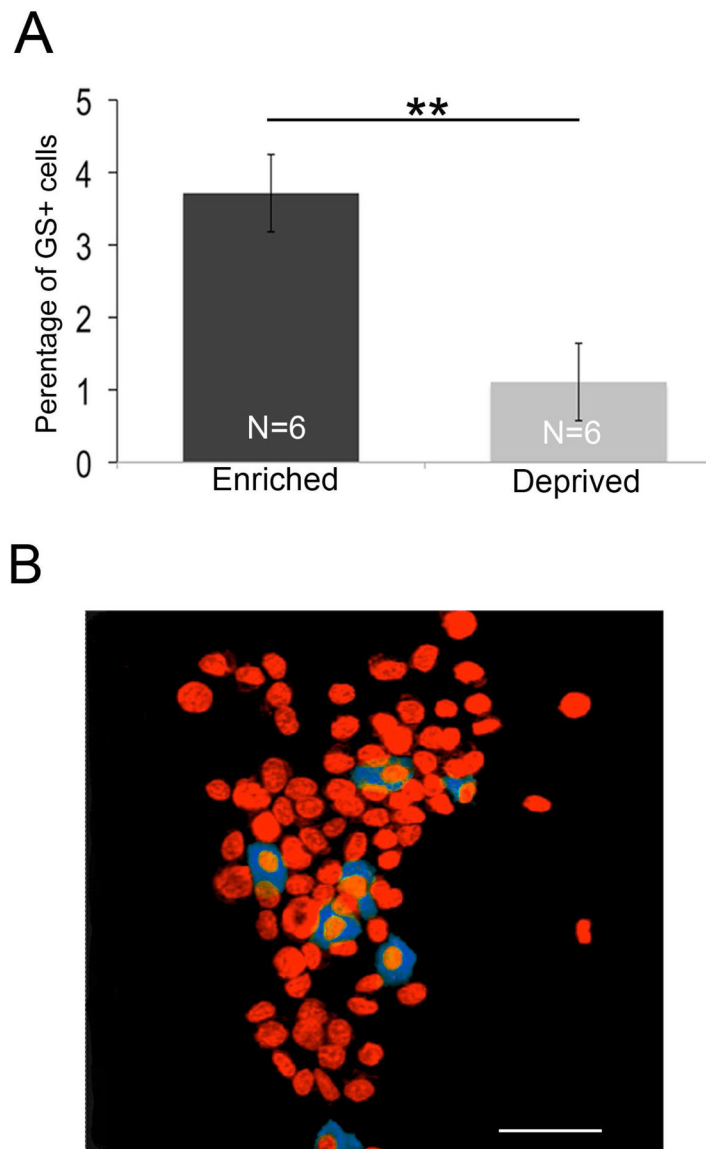 A
**
Perentage of GS+ cells
5
4
3
2
1
0
N=6
N=6
Enriched
Deprived
B